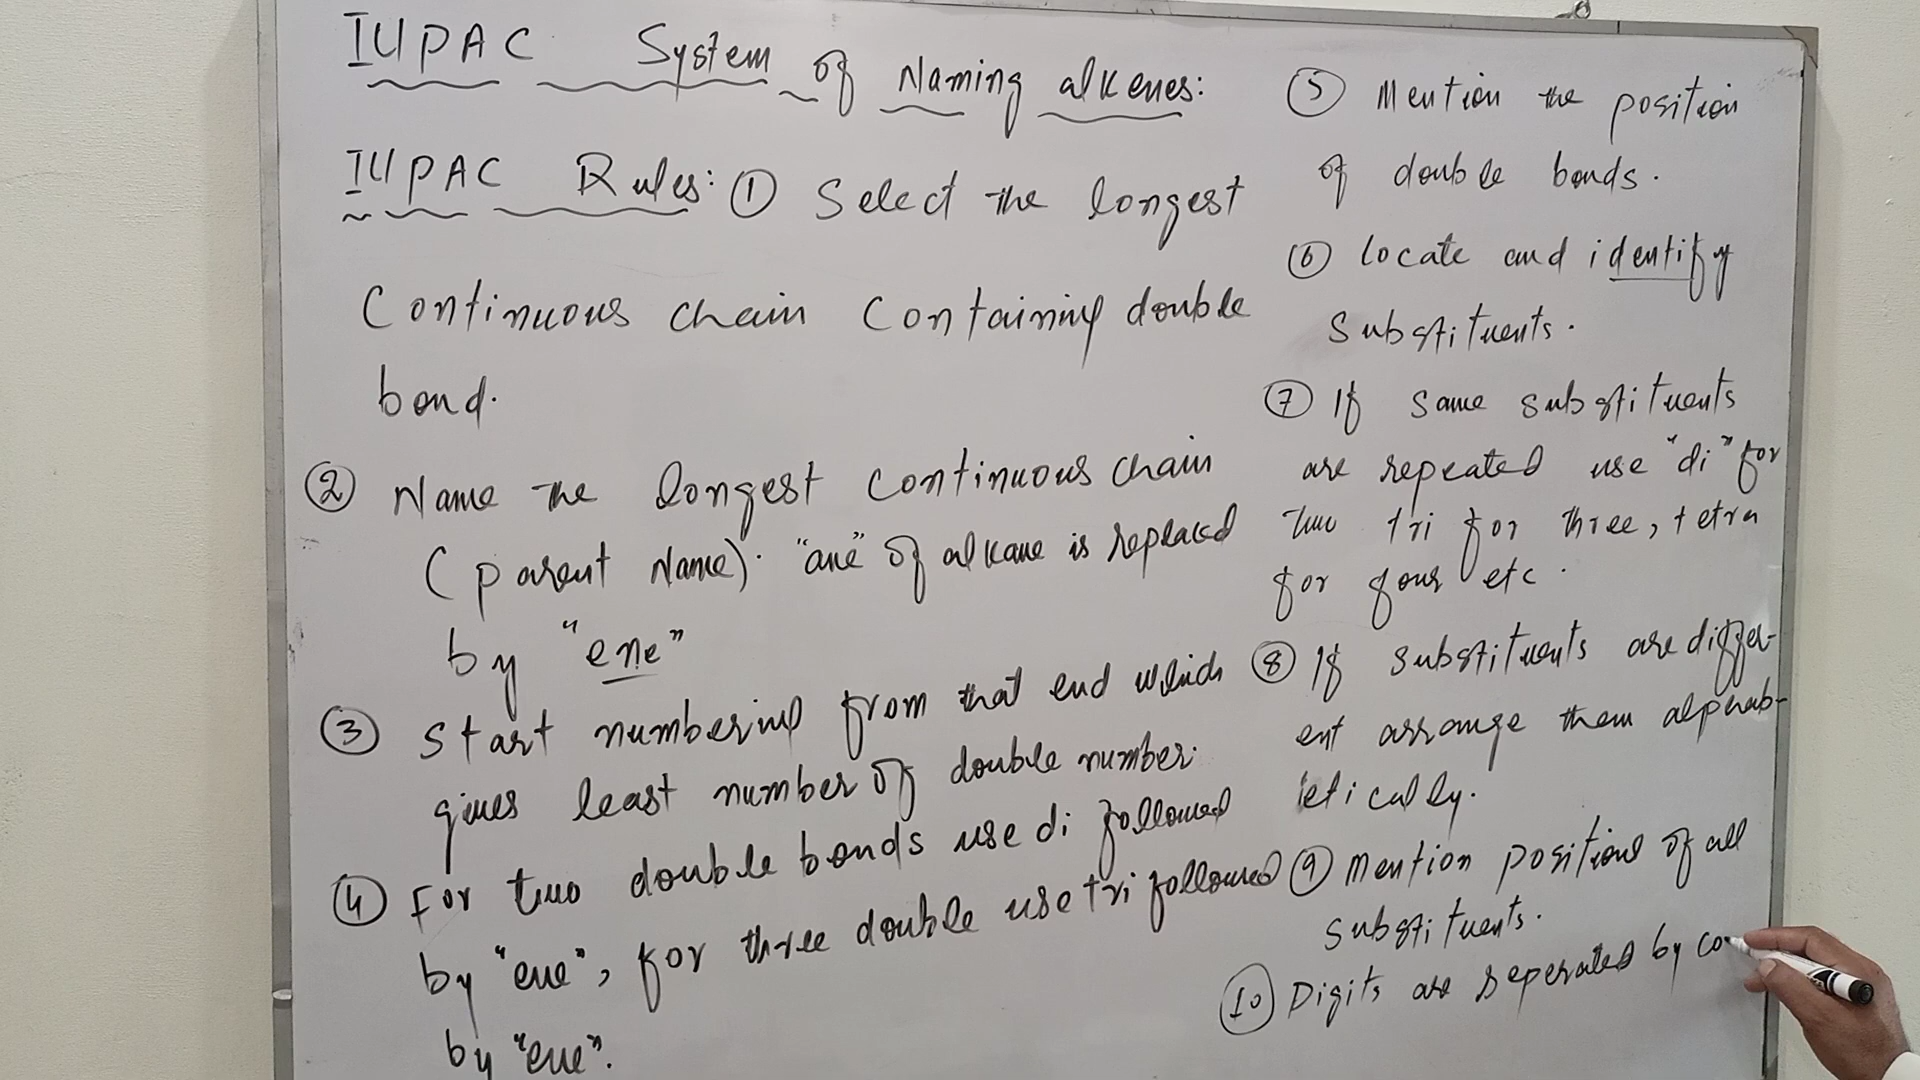 IUPAC System of Naming alkenes:
IUPAC Rules: ① Select the longest
Continuous chain Containing double
bond.
② Name the longest Continuous chain
(parent Name). "ane" of alkane is replaced
by "ene"
③ Start numbering from that end which
gives least number of double number.
④ For two double bonds use di followed
by "ene", for three double use tri followed
by "ene".
⑤ Mention the position
of double bonds.
⑥ locate and identify
Substituents.
⑦ If same substituents
are repeated use "di" for
two tri for three, tetra
for four etc.
⑧ If substituents are differ-
ent arrange them alphab-
etically.
⑨ Mention positions of all
substituents.
⑩ Digits are seperated by co